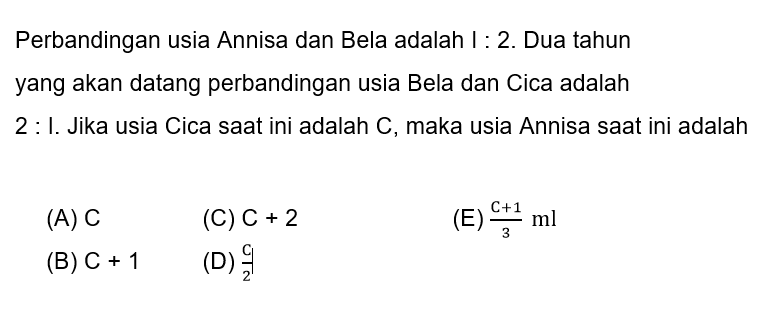 Perbandingan usia Annisa dan Bela adalah I : 2. Dua tahun
yang akan datang perbandingan usia Bela dan Cica adalah
2 : I. Jika usia Cica saat ini adalah C, maka usia Annisa saat ini adalah
(A) C (C) C + 2 (E) \frac{C+1}{3} ml
(B) C + 1 (D) \frac{C}{2}